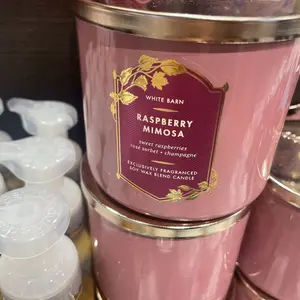 WHITE BARN
RASPBERRY
MIMOSA
sweet raspberries
rosé sorbet • champagne
EXCLUSIVELY FRAGRANCED
SOY WAX BLEND CANDLE